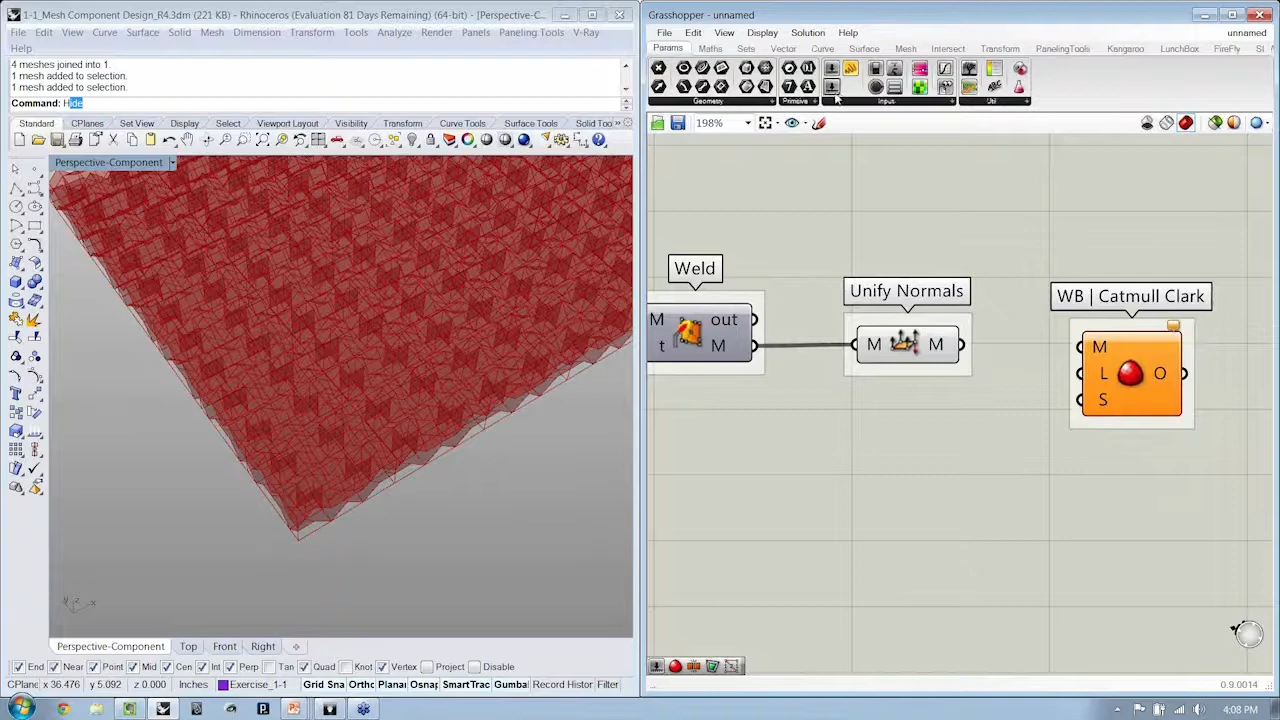 1-1_Mesh Component Design_R4.3dm (221 KB) - Rhinoceros (Evaluation 81 Days Remaining) (64-bit) - [Perspective-C...
File Edit View Curve Surface Solid Mesh Dimension Transform Tools Analyze Render Panels Paneling Tools V-Ray
Help
4 meshes joined into 1.
1 mesh added to selection.
1 mesh added to selection.
Command: Hide
Standard CPlanes Set View Display Select Viewport Layout Visibility Transform Curve Tools Surface Tools Solid Too
Perspective-Component
Perspective-Component Top Front Right
End Near Point Mid Cen Int Perp Tan Quad Knot Vertex Project Disable
CPlane x 36.476 y 5.092 z 0.000 Inches Exercise_1-1 Grid Sna Ortho Planar Osnap SmartTrac Gumba Record Histor Filter
Grasshopper - unnamed
File Edit View Display Solution Help unnamed
Params Maths Sets Vector Curve Surface Mesh Intersect Transform PanelingTools Kangaroo LunchBox FireFly
Geometry Primitive Input Util
198%
Weld
M out
t M
Unify Normals
M M
WB | Catmull Clark
M
L O
S
0.9.0014
4:08 PM